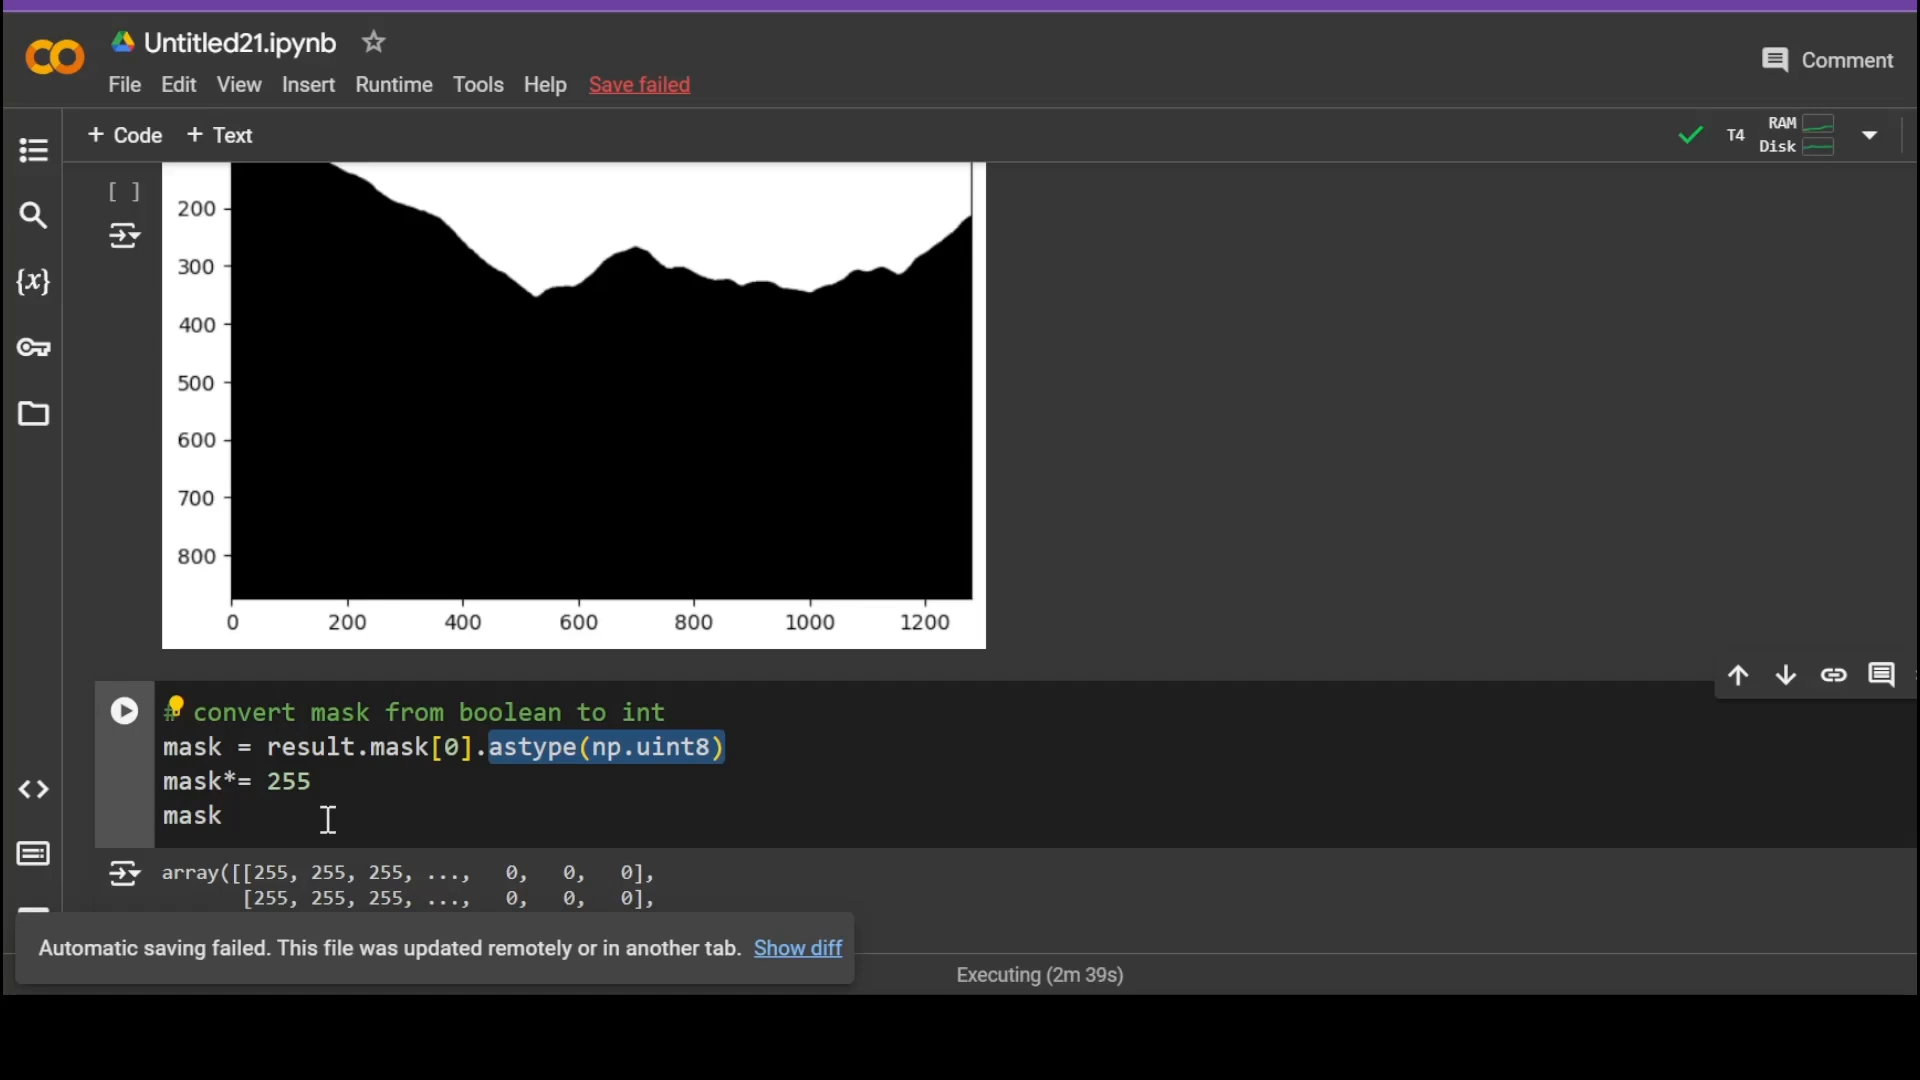 Untitled21.ipynb
Comment
File Edit View Insert Runtime Tools Help Save failed
+ Code + Text
T4 RAM Disk
[ ]
200
300
400
500
600
700
800
0 200 400 600 800 1000 1200
{x}
# convert mask from boolean to int
mask = result.mask[0].astype(np.uint8)
mask*= 255
mask
array([[255, 255, 255, ..., 0, 0, 0],
[255, 255, 255, ..., 0, 0, 0],
Automatic saving failed. This file was updated remotely or in another tab. Show diff
Executing (2m 39s)